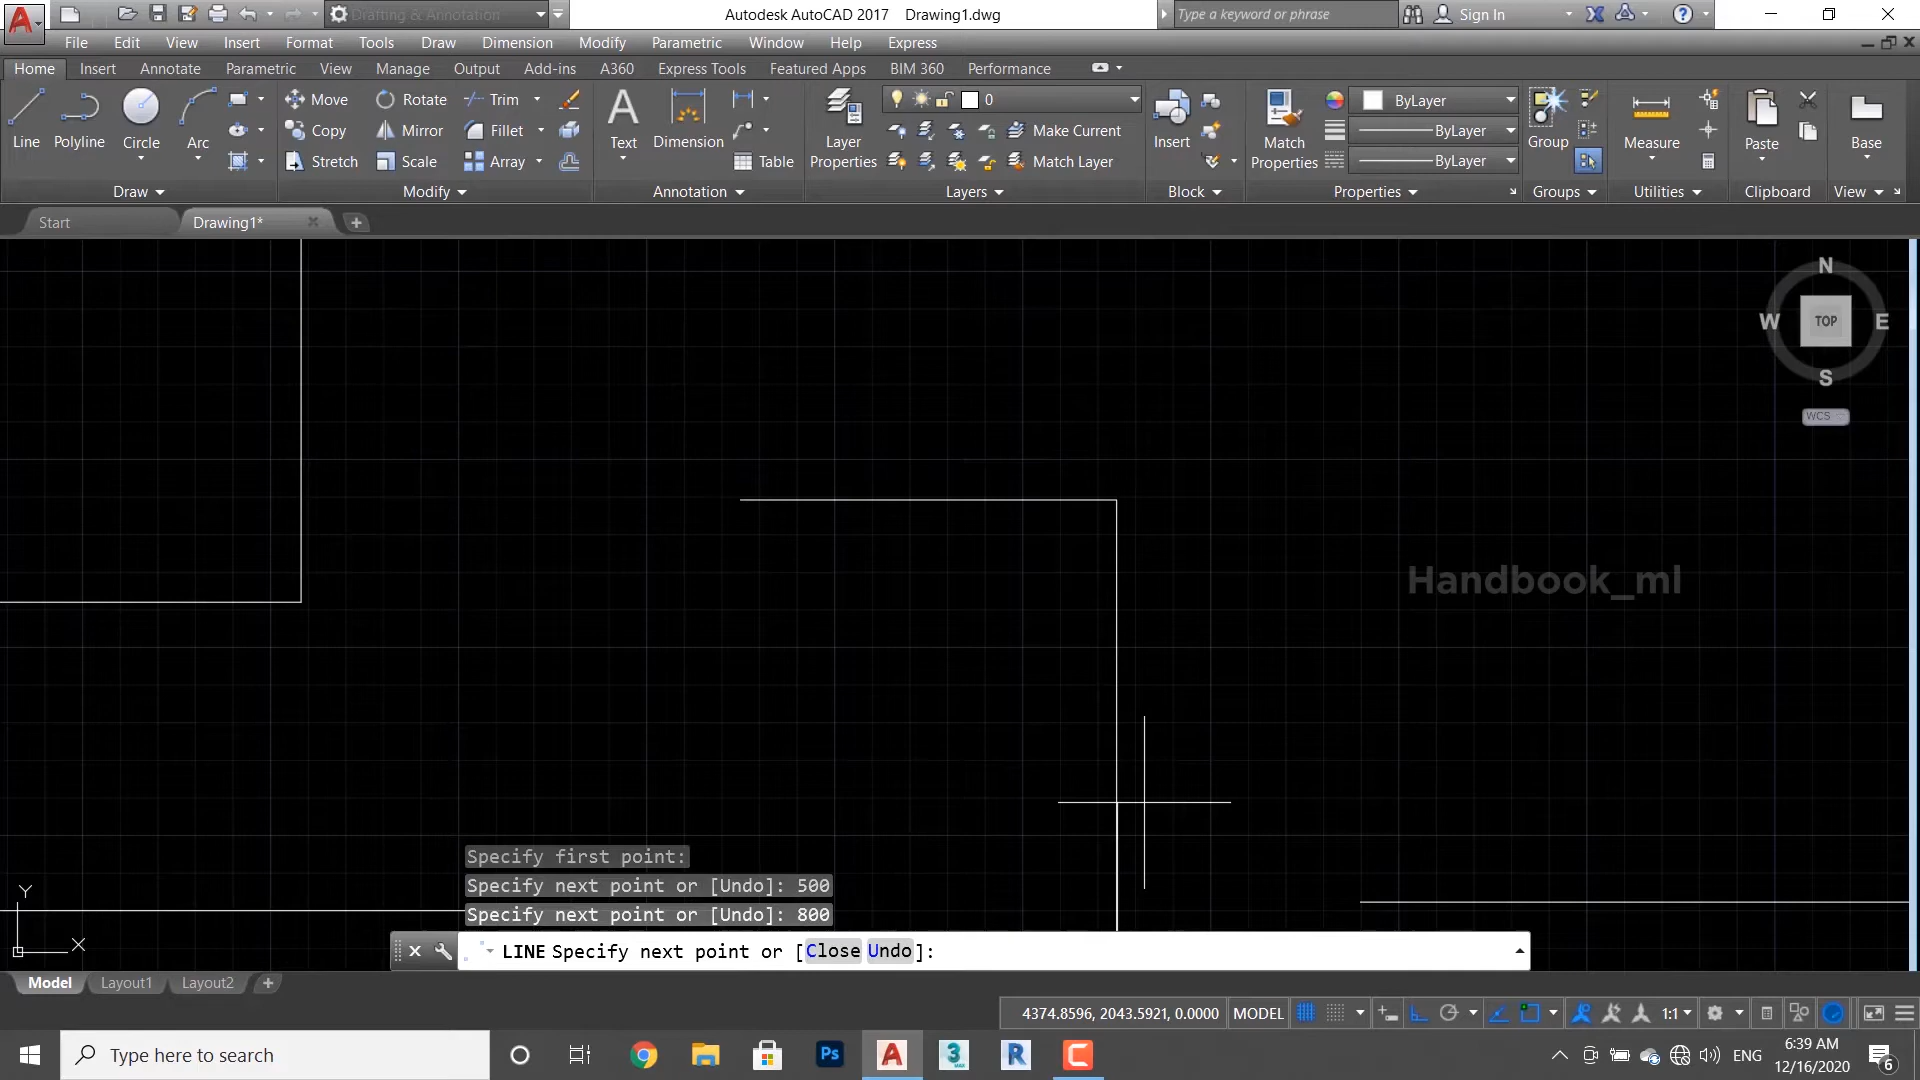 Drafting & Annotation
Autodesk AutoCAD 2017 Drawing1.dwg
Type a keyword or phrase
Sign In
File Edit View Insert Format Tools Draw Dimension Modify Parametric Window Help Express
Home Insert Annotate Parametric View Manage Output Add-ins A360 Express Tools Featured Apps BIM 360 Performance
Move Rotate Trim
0
ByLayer
Copy Mirror Fillet
Make Current
ByLayer
Line Polyline Circle Arc
Text Dimension
Layer
Properties
Insert
Match
Properties
Group
Measure
Paste
Base
Stretch Scale Array
Table
Match Layer
ByLayer
Draw Modify Annotation Layers Block Properties Groups Utilities Clipboard View
Start Drawing1*
N
W TOP E
S
WCS
Handbook_ml
Specify first point:
Specify next point or [Undo]: 500
Specify next point or [Undo]: 800
Y
X
LINE Specify next point or [Close Undo]:
Model Layout1 Layout2
4374.8596, 2043.5921, 0.0000 MODEL
1:1
Type here to search
Ps
3
MAX
R
C
ENG
6:39 AM
12/16/2020
6